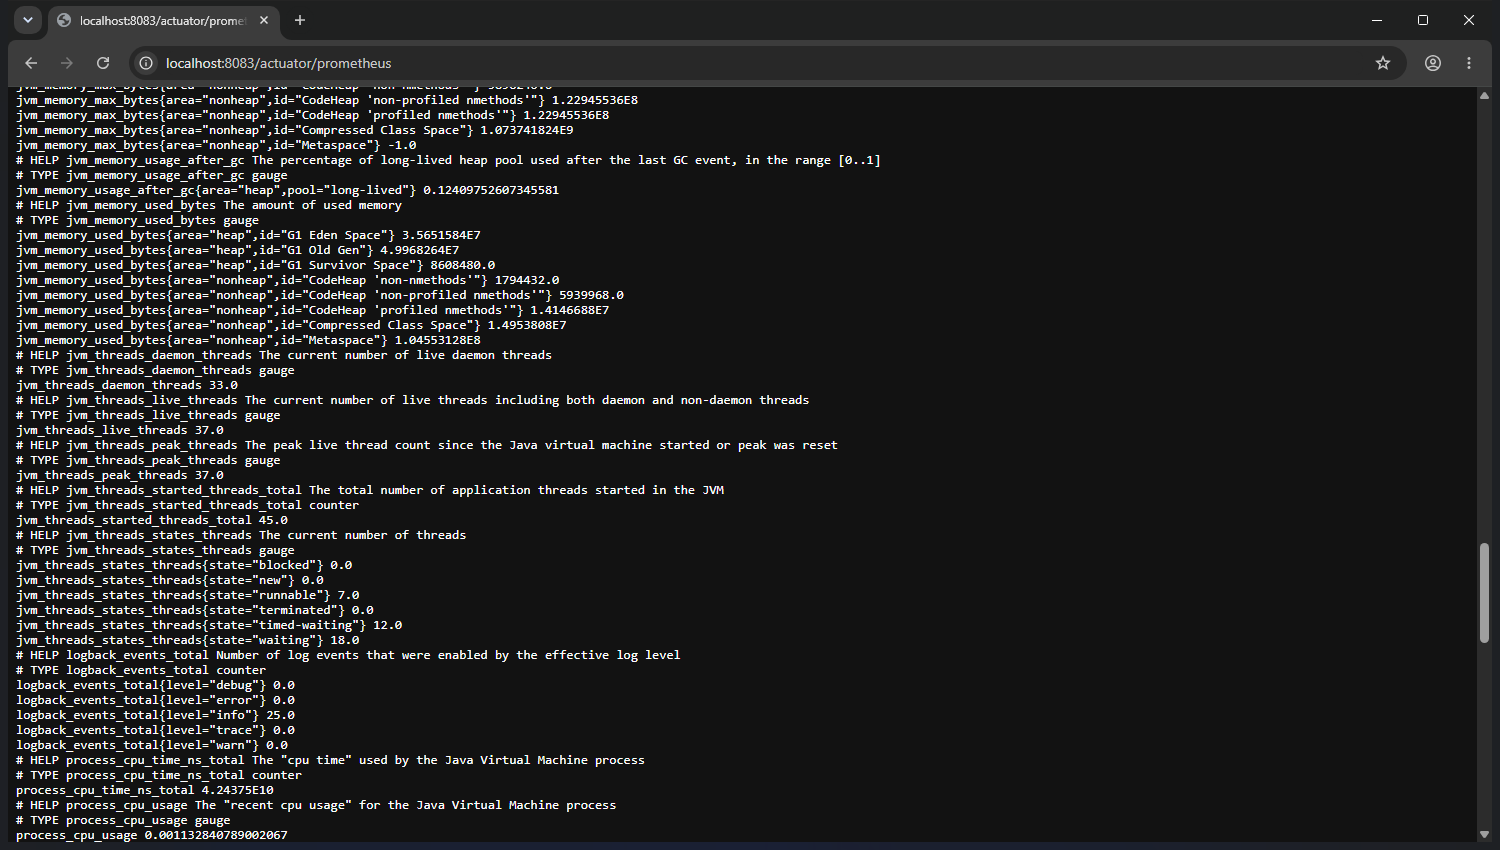 localhost:8083/actuator/prome
localhost:8083/actuator/prometheus
jvm_memory_max_bytes{area="nonheap",id="CodeHeap 'non-nmethods'"}
jvm_memory_max_bytes{area="nonheap",id="CodeHeap 'non-profiled nmethods'"} 1.22945536E8
jvm_memory_max_bytes{area="nonheap",id="CodeHeap 'profiled nmethods'"} 1.22945536E8
jvm_memory_max_bytes{area="nonheap",id="Compressed Class Space"} 1.073741824E9
jvm_memory_max_bytes{area="nonheap",id="Metaspace"} -1.0
# HELP jvm_memory_usage_after_gc The percentage of long-lived heap pool used after the last GC event, in the range [0..1]
# TYPE jvm_memory_usage_after_gc gauge
jvm_memory_usage_after_gc{area="heap",pool="long-lived"} 0.12409752607345581
# HELP jvm_memory_used_bytes The amount of used memory
# TYPE jvm_memory_used_bytes gauge
jvm_memory_used_bytes{area="heap",id="G1 Eden Space"} 3.5651584E7
jvm_memory_used_bytes{area="heap",id="G1 Old Gen"} 4.9968264E7
jvm_memory_used_bytes{area="heap",id="G1 Survivor Space"} 8608480.0
jvm_memory_used_bytes{area="nonheap",id="CodeHeap 'non-nmethods'"} 1794432.0
jvm_memory_used_bytes{area="nonheap",id="CodeHeap 'non-profiled nmethods'"} 5939968.0
jvm_memory_used_bytes{area="nonheap",id="CodeHeap 'profiled nmethods'"} 1.4146688E7
jvm_memory_used_bytes{area="nonheap",id="Compressed Class Space"} 1.4953808E7
jvm_memory_used_bytes{area="nonheap",id="Metaspace"} 1.04553128E8
# HELP jvm_threads_daemon_threads The current number of live daemon threads
# TYPE jvm_threads_daemon_threads gauge
jvm_threads_daemon_threads 33.0
# HELP jvm_threads_live_threads The current number of live threads including both daemon and non-daemon threads
# TYPE jvm_threads_live_threads gauge
jvm_threads_live_threads 37.0
# HELP jvm_threads_peak_threads The peak live thread count since the Java virtual machine started or peak was reset
# TYPE jvm_threads_peak_threads gauge
jvm_threads_peak_threads 37.0
# HELP jvm_threads_started_threads_total The total number of application threads started in the JVM
# TYPE jvm_threads_started_threads_total counter
jvm_threads_started_threads_total 45.0
# HELP jvm_threads_states_threads The current number of threads
# TYPE jvm_threads_states_threads gauge
jvm_threads_states_threads{state="blocked"} 0.0
jvm_threads_states_threads{state="new"} 0.0
jvm_threads_states_threads{state="runnable"} 7.0
jvm_threads_states_threads{state="terminated"} 0.0
jvm_threads_states_threads{state="timed-waiting"} 12.0
jvm_threads_states_threads{state="waiting"} 18.0
# HELP logback_events_total Number of log events that were enabled by the effective log level
# TYPE logback_events_total counter
logback_events_total{level="debug"} 0.0
logback_events_total{level="error"} 0.0
logback_events_total{level="info"} 25.0
logback_events_total{level="trace"} 0.0
logback_events_total{level="warn"} 0.0
# HELP process_cpu_time_ns_total The "cpu time" used by the Java Virtual Machine process
# TYPE process_cpu_time_ns_total counter
process_cpu_time_ns_total 4.24375E10
# HELP process_cpu_usage The "recent cpu usage" for the Java Virtual Machine process
# TYPE process_cpu_usage gauge
process_cpu_usage 0.001132840789002067